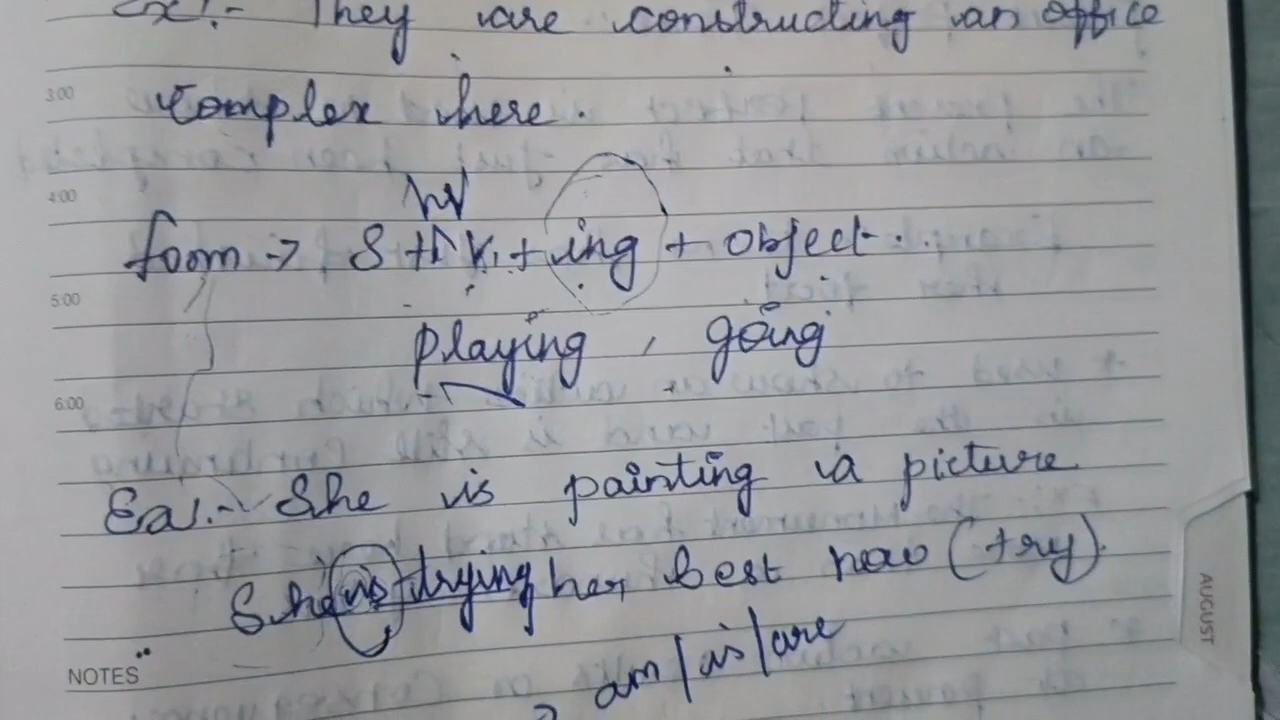 Ex:- They are constructing an office
3:00
complex here.
4:00
hv
form → S + V1 + ing + object.
5:00
playing, going
6:00
Ex:- She is painting a picture
She is trying her best now (try).
NOTES
am/is/are
AUGUST